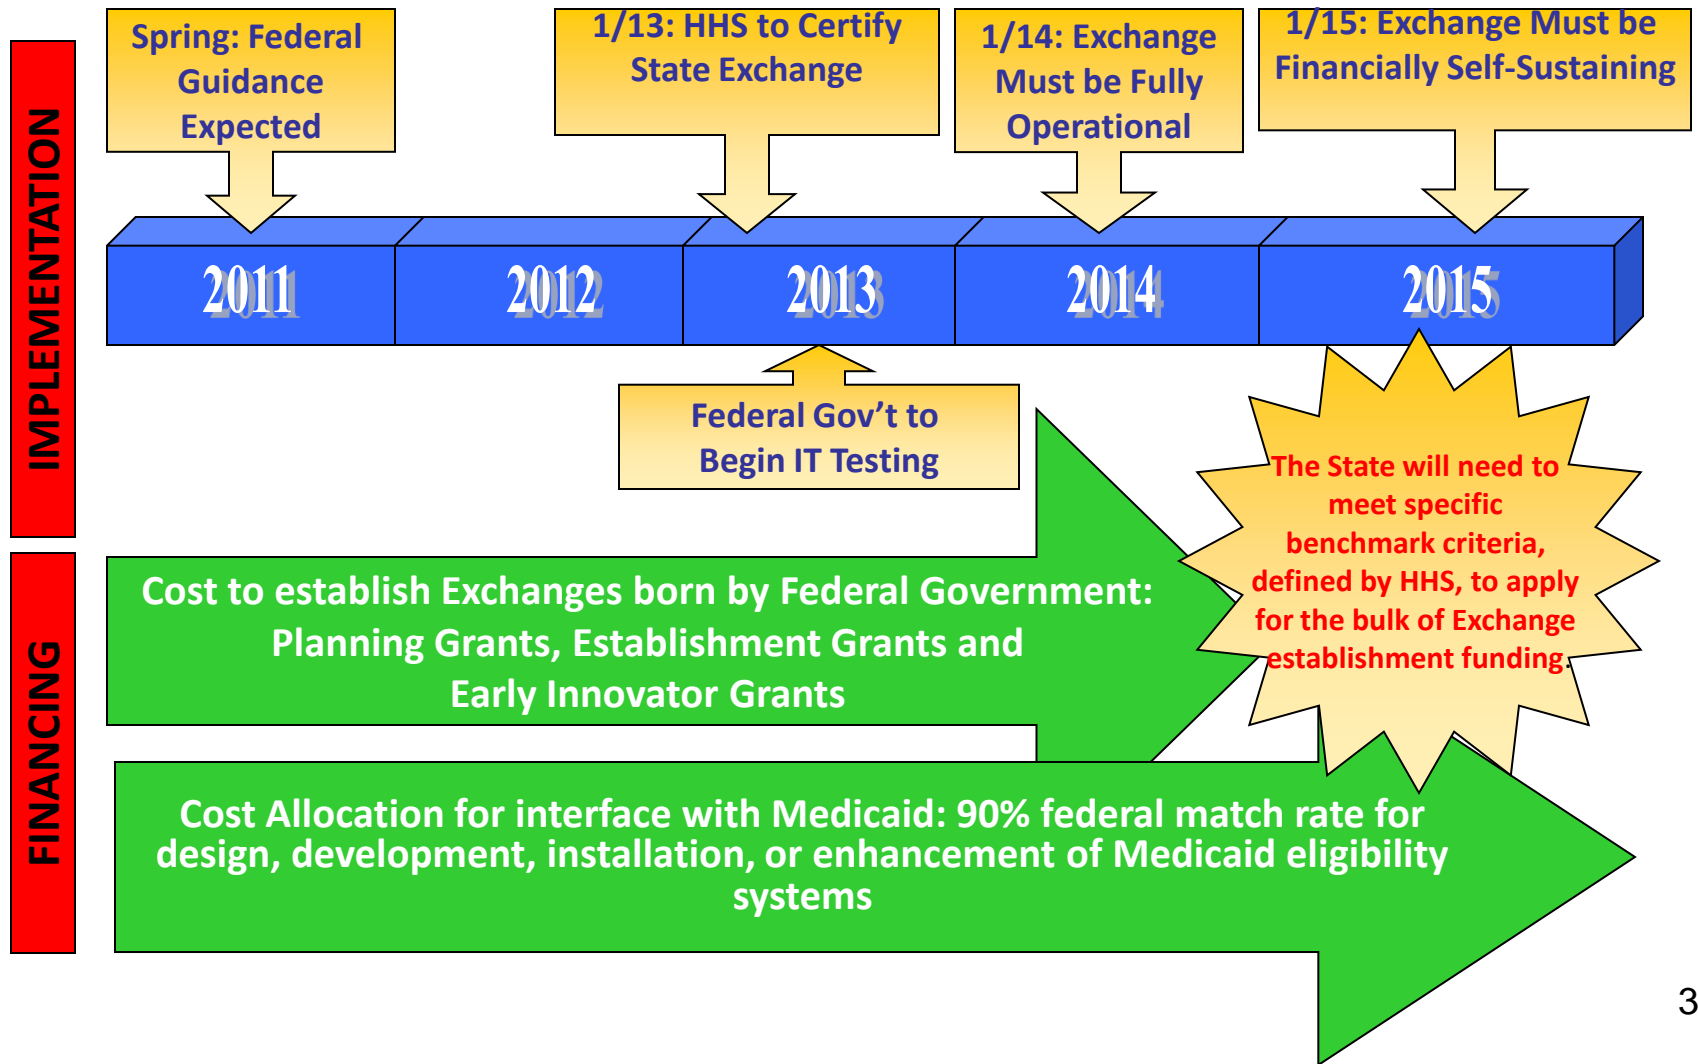 IMPLEMENTATION
Spring: Federal
Guidance
Expected
1/13: HHS to Certify
State Exchange
1/14: Exchange
Must be Fully
Operational
1/15: Exchange Must be
Financially Self-Sustaining
2011
2012
2013
2014
2015
Federal Gov’t to
Begin IT Testing
The State will need to
meet specific
benchmark criteria,
defined by HHS, to apply
for the bulk of Exchange
establishment funding.
FINANCING
Cost to establish Exchanges born by Federal Government:
Planning Grants, Establishment Grants and
Early Innovator Grants
Cost Allocation for interface with Medicaid: 90% federal match rate for
design, development, installation, or enhancement of Medicaid eligibility
systems
3